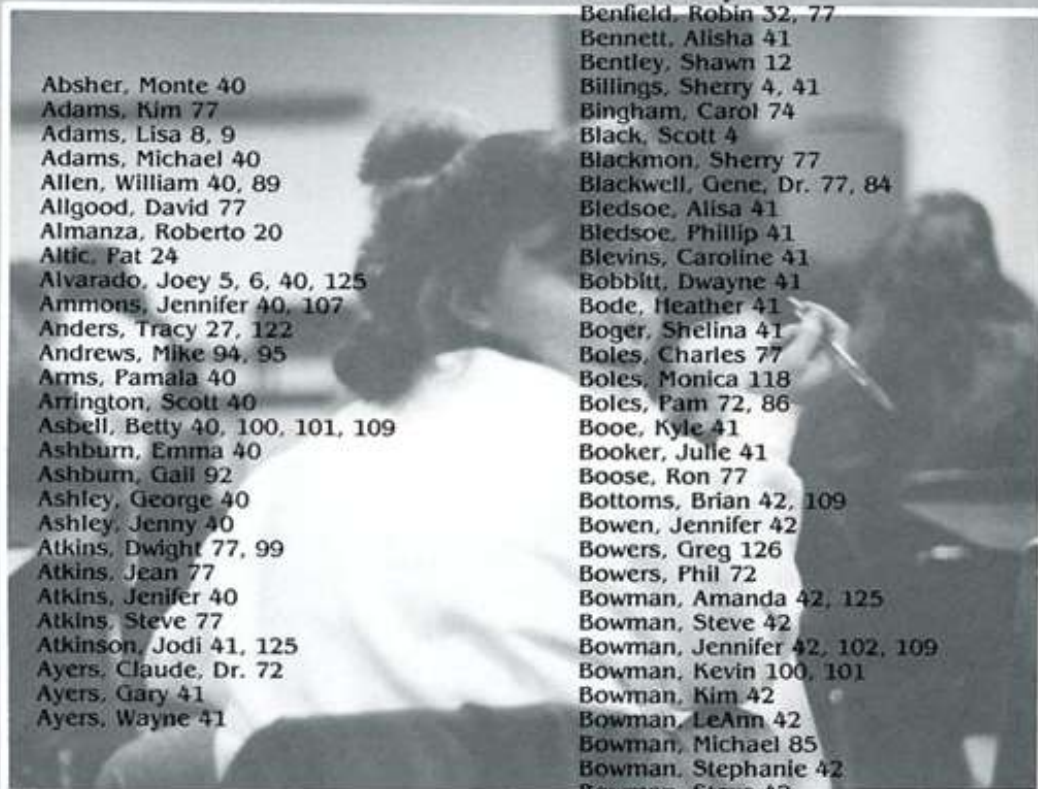 Absher, Monte 40
Adams, Kim 77
Adams, Lisa 8, 9
Adams, Michael 40
Allen, William 40, 89
Allgood, David 77
Almanza, Roberto 20
Altic, Pat 24
Alvarado, Joey 5, 6, 40, 125
Ammons, Jennifer 40, 107
Anders, Tracy 27, 122
Andrews, Mike 94, 95
Arms, Pamala 40
Arrington, Scott 40
Asbell, Betty 40, 100, 101, 109
Ashburn, Emma 40
Ashburn, Gail 92
Ashley, George 40
Ashley, Jenny 40
Atkins, Dwight 77, 99
Atkins, Jean 77
Atkins, Jenifer 40
Atkins, Steve 77
Atkinson, Jodi 41, 125
Ayers, Claude, Dr. 72
Ayers, Gary 41
Ayers, Wayne 41
Benfield, Robin 32, 77
Bennett, Alisha 41
Bentley, Shawn 12
Billings, Sherry 4, 41
Bingham, Carol 74
Black, Scott 4
Blackmon, Sherry 77
Blackwell, Gene, Dr. 77, 84
Bledsoe, Alisa 41
Bledsoe, Phillip 41
Blevins, Caroline 41
Bobbitt, Dwayne 41
Bode, Heather 41
Boger, Shelina 41
Boles, Charles 77
Boles, Monica 118
Boles, Pam 72, 86
Booe, Kyle 41
Booker, Julie 41
Boose, Ron 77
Bottoms, Brian 42, 109
Bowen, Jennifer 42
Bowers, Greg 126
Bowers, Phil 72
Bowman, Amanda 42, 125
Bowman, Steve 42
Bowman, Jennifer 42, 102, 109
Bowman, Kevin 100, 101
Bowman, Kim 42
Bowman, LeAnn 42
Bowman, Michael 85
Bowman, Stephanie 42